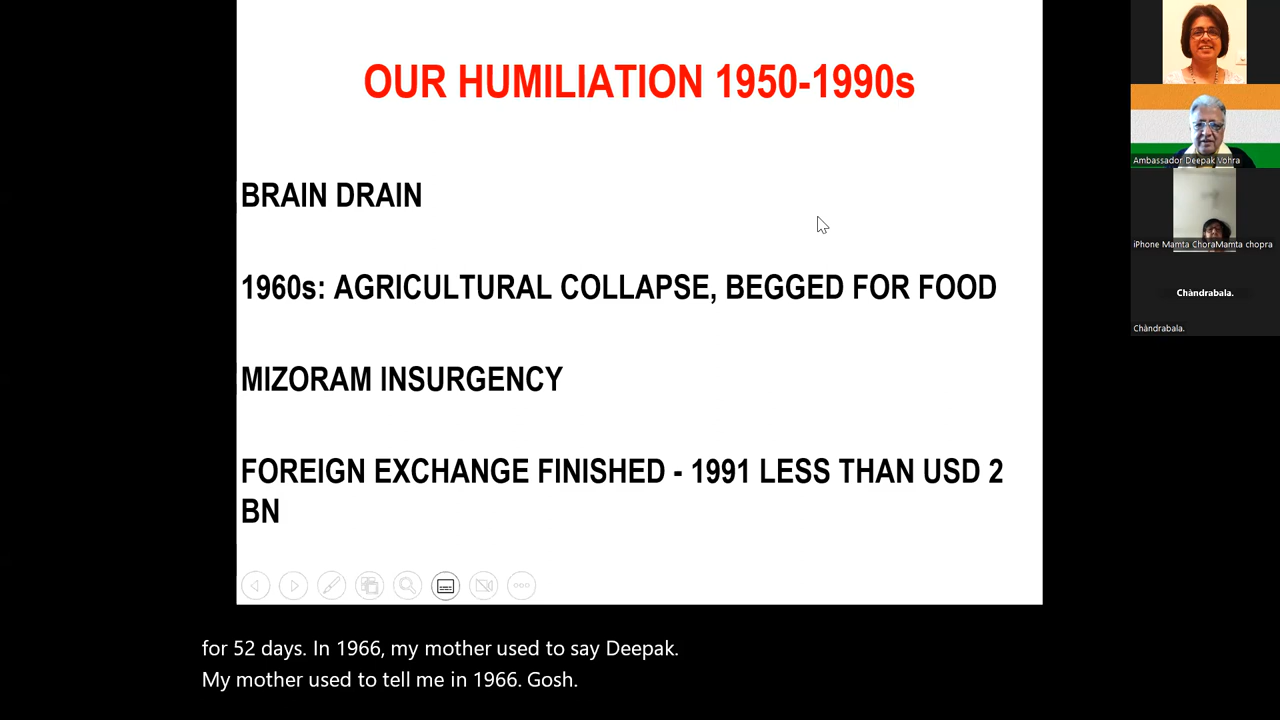 OUR HUMILIATION 1950-1990s
BRAIN DRAIN
1960s: AGRICULTURAL COLLAPSE, BEGGED FOR FOOD
MIZORAM INSURGENCY
FOREIGN EXCHANGE FINISHED - 1991 LESS THAN USD 2
BN
for 52 days. In 1966, my mother used to say Deepak.
My mother used to tell me in 1966. Gosh.
Ambassador Deepak Vohra
iPhone Mamta ChoraMamta chopra
Chàndrabala.
Chàndrabala.